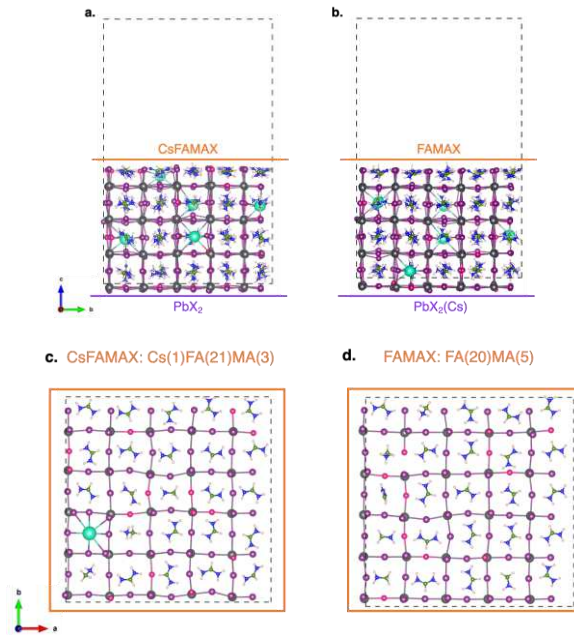 a.
b.
CsFAMAX
FAMAX
c
b
PbX₂
PbX₂(Cs)
c. CsFAMAX: Cs(1)FA(21)MA(3)
d. FAMAX: FA(20)MA(5)
b
a